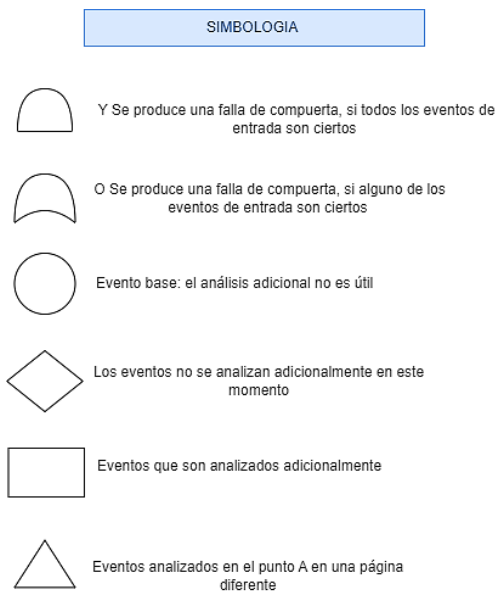 SIMBOLOGIA
Y Se produce una falla de compuerta, si todos los eventos de
entrada son ciertos
O Se produce una falla de compuerta, si alguno de los
eventos de entrada son ciertos
Evento base: el análisis adicional no es útil
Los eventos no se analizan adicionalmente en este
momento
Eventos que son analizados adicionalmente
Eventos analizados en el punto A en una página
diferente